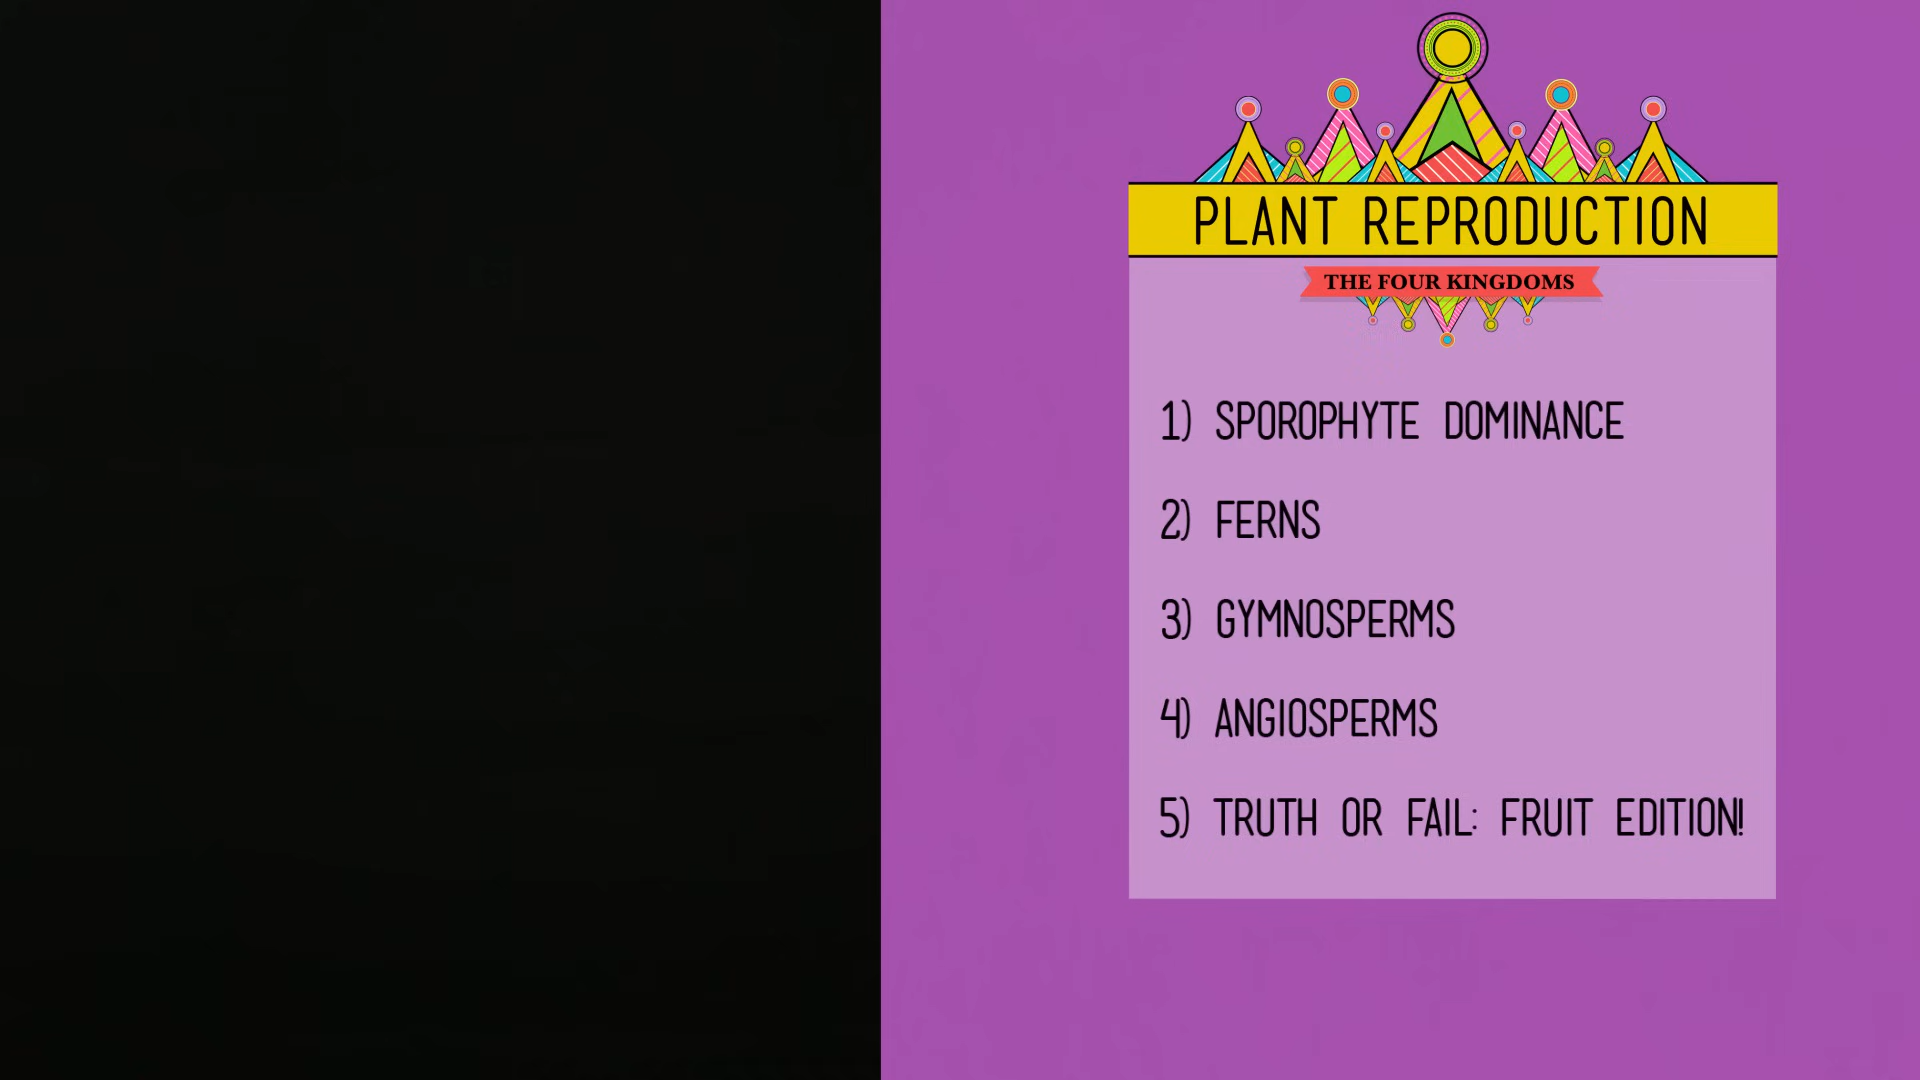 PLANT REPRODUCTION
THE FOUR KINGDOMS
1) SPOROPHYTE DOMINANCE
2) FERNS
3) GYMNOSPERMS
4) ANGIOSPERMS
5) TRUTH OR FAIL: FRUIT EDITION!